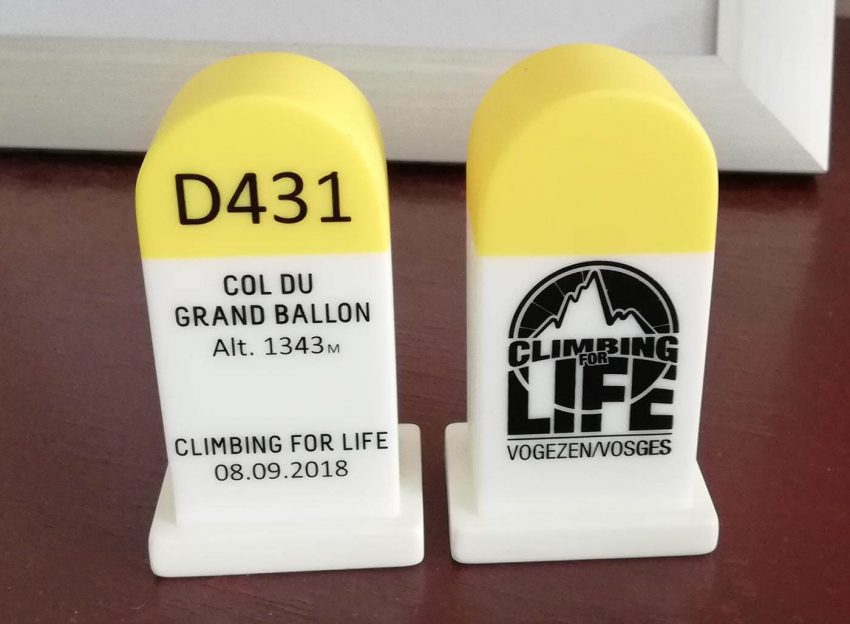 D431
COL DU
GRAND BALLON
Alt. 1343M
CLIMBING FOR LIFE
08.09.2018
CLIMBING
FOR
LIFE
VOGEZEN/VOSGES